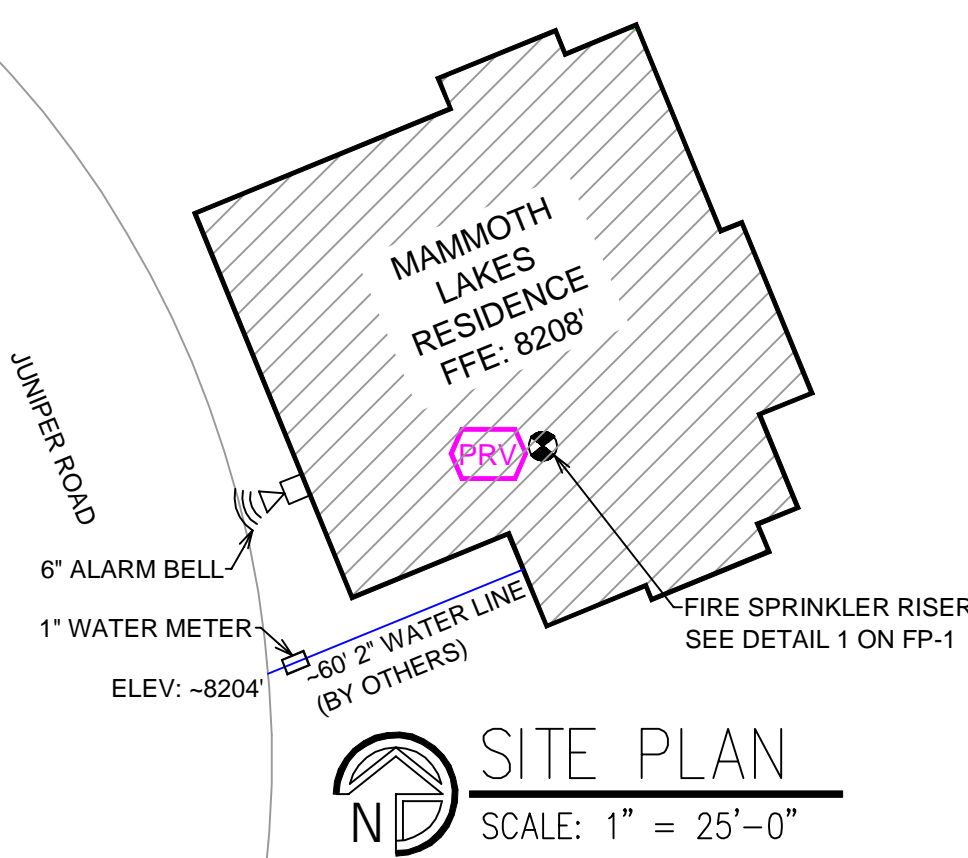 MAMMOTH
LAKES
RESIDENCE
FFE: 8208'
PRV
JUNIPER ROAD
6" ALARM BELL
1" WATER METER
ELEV: ~8204'
~60' 2" WATER LINE
(BY OTHERS)
FIRE SPRINKLER RISER
SEE DETAIL 1 ON FP-1
N
SITE PLAN
SCALE: 1" = 25'-0"